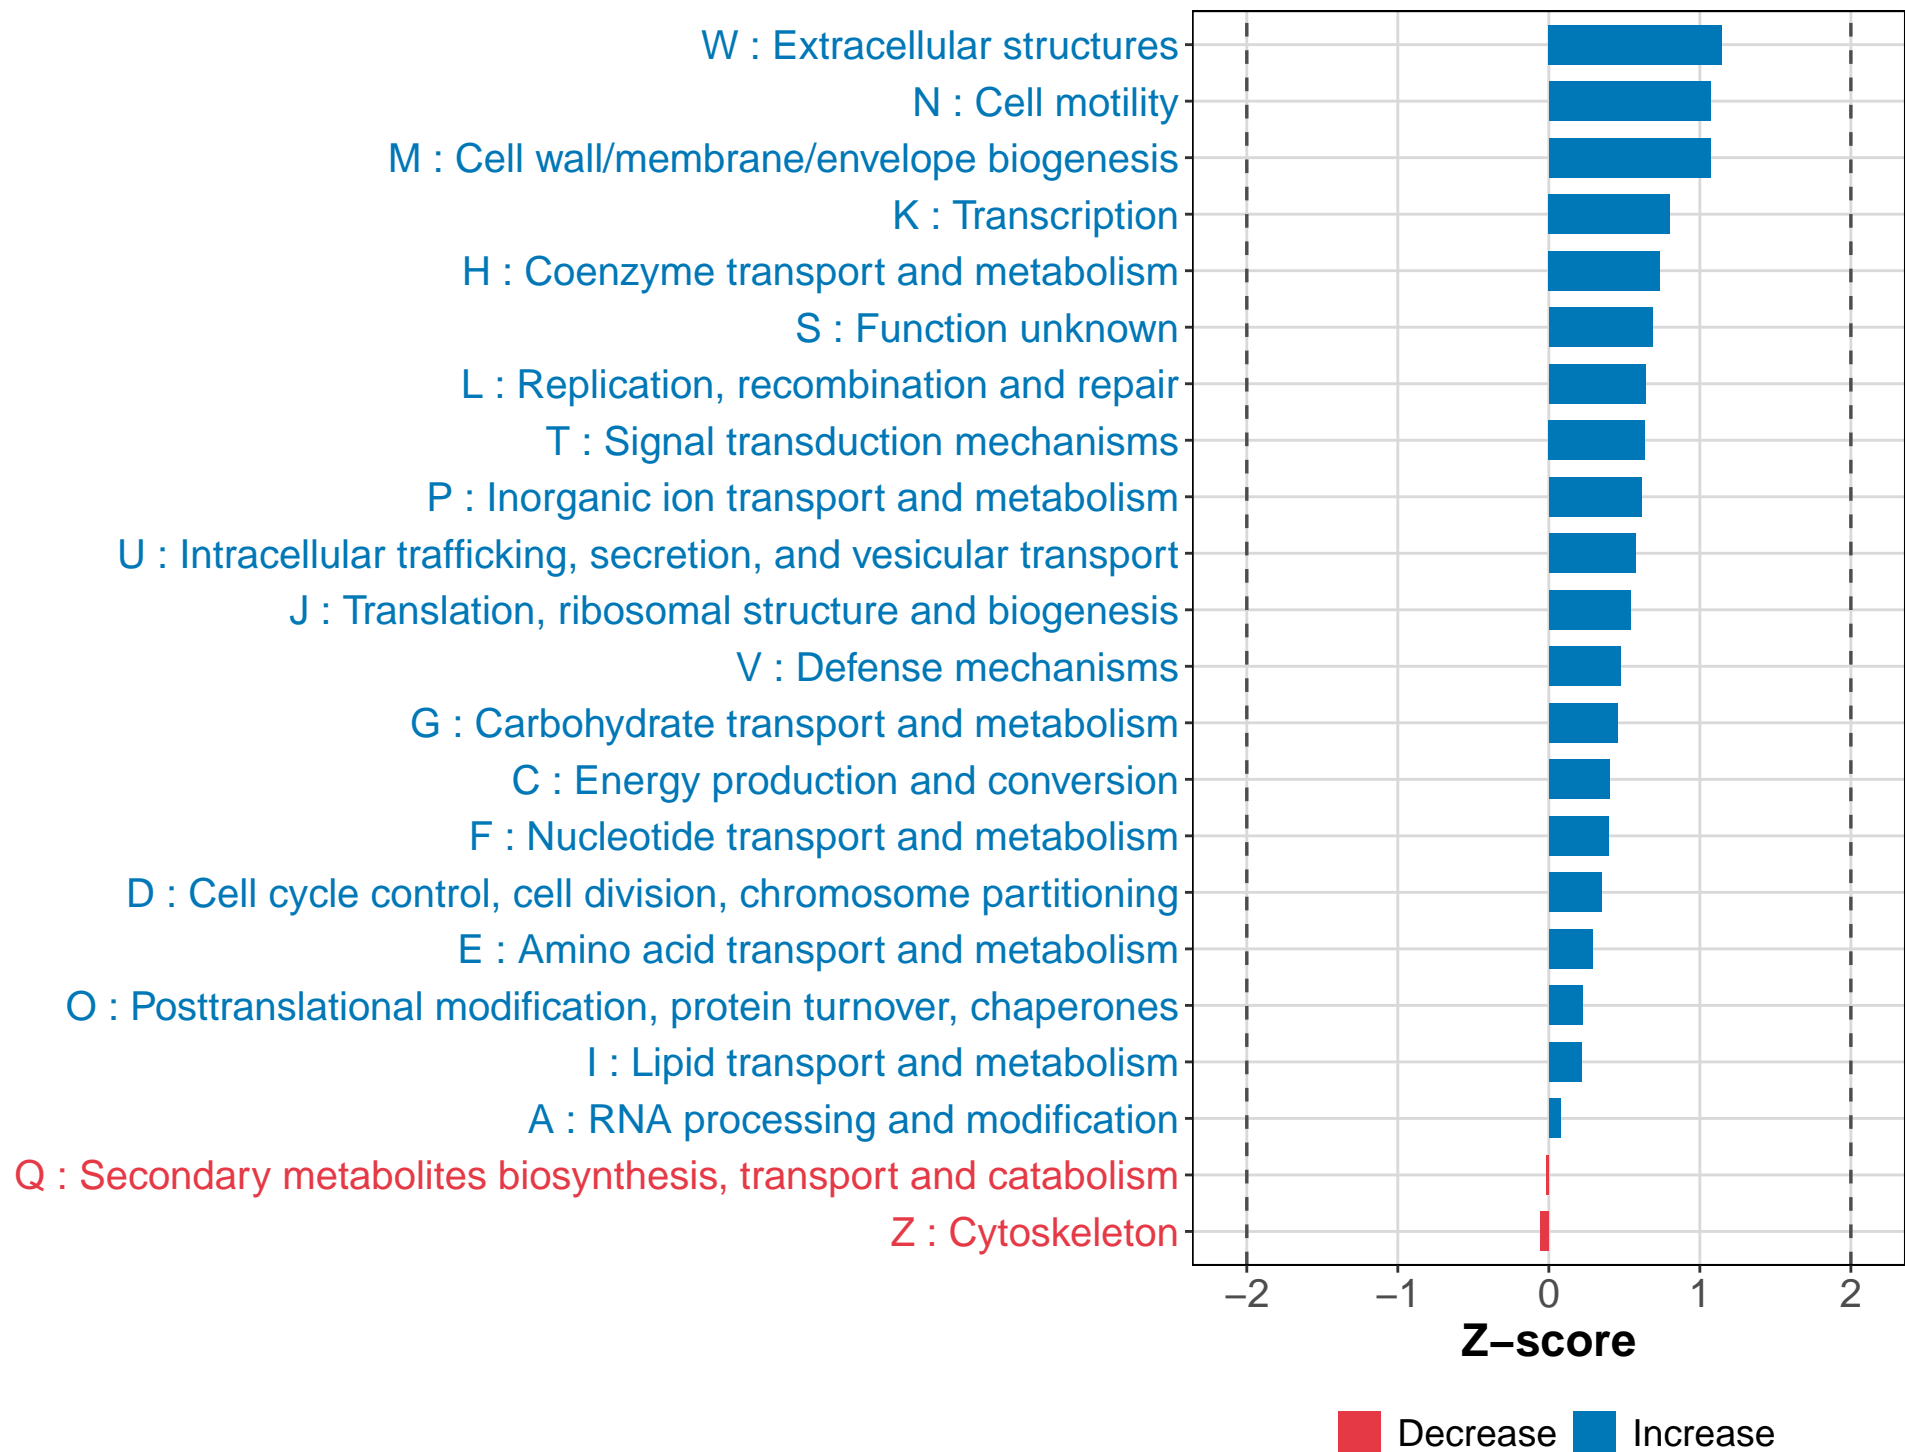 W : Extracellular structures
N : Cell motility
M : Cell wall/membrane/envelope biogenesis
K : Transcription
H : Coenzyme transport and metabolism
S : Function unknown
L : Replication, recombination and repair
T : Signal transduction mechanisms
P : Inorganic ion transport and metabolism
U : Intracellular trafficking, secretion, and vesicular transport
J : Translation, ribosomal structure and biogenesis
V : Defense mechanisms
G : Carbohydrate transport and metabolism
C : Energy production and conversion
F : Nucleotide transport and metabolism
D : Cell cycle control, cell division, chromosome partitioning
E : Amino acid transport and metabolism
O : Posttranslational modification, protein turnover, chaperones
I : Lipid transport and metabolism
A : RNA processing and modification
Q : Secondary metabolites biosynthesis, transport and catabolism
Z : Cytoskeleton
−2 −1 0 1 2
Z−score
Decrease Increase